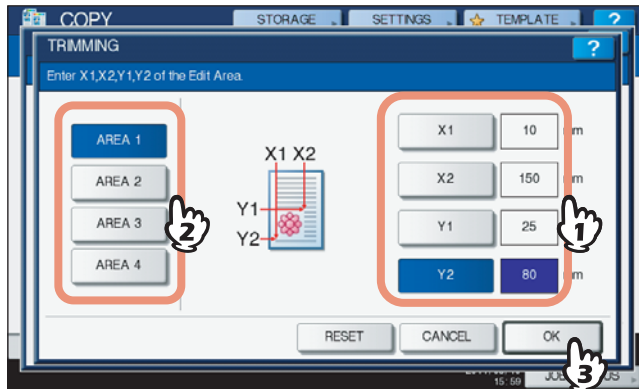 COPY STORAGE SETTINGS TEMPLATE ?
TRIMMING ?
Enter X1,X2,Y1,Y2 of the Edit Area.
AREA 1
AREA 2
AREA 3
AREA 4
2
X1 X2
Y1
Y2
X1 10 mm
X2 150 mm
Y1 25
1
Y2 80 mm
RESET CANCEL OK
3
15:59